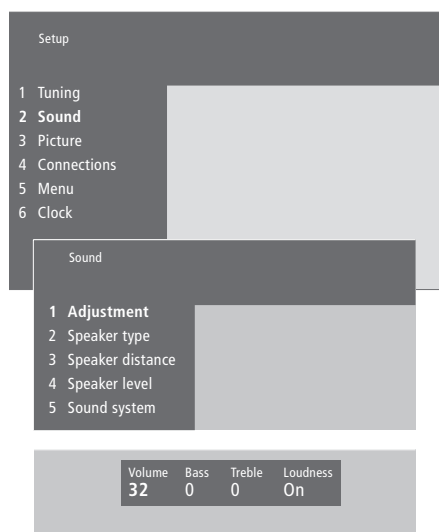 Setup
1 Tuning
2 Sound
3 Picture
4 Connections
5 Menu
6 Clock
Sound
1 Adjustment
2 Speaker type
3 Speaker distance
4 Speaker level
5 Sound system
Volume Bass Treble Loudness
32 0 0 On